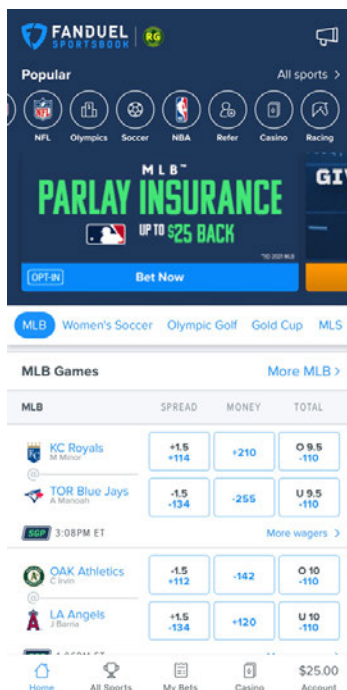 FANDUEL
SPORTSBOOK
RG
Popular
All sports >
NFL
Olympics
Soccer
NBA
Refer
Casino
Racing
MLB™
PARLAY INSURANCE
UP TO $25 BACK
GI
OPT-IN
Bet Now
MLB
Women's Soccer
Olympic Golf
Gold Cup
MLS
MLB Games
More MLB >
MLB
SPREAD
MONEY
TOTAL
KC Royals
M Minor
+1.5
+114
+210
O 9.5
-110
@
TOR Blue Jays
A Manoah
-1.5
-134
-255
U 9.5
-110
SGP
3:08PM ET
More wagers >
OAK Athletics
C Irvin
-1.5
+112
-142
O 10
-110
@
LA Angels
J Barria
+1.5
-134
+120
U 10
-110
Home
All Sports
My Bets
Casino
$25.00
Account